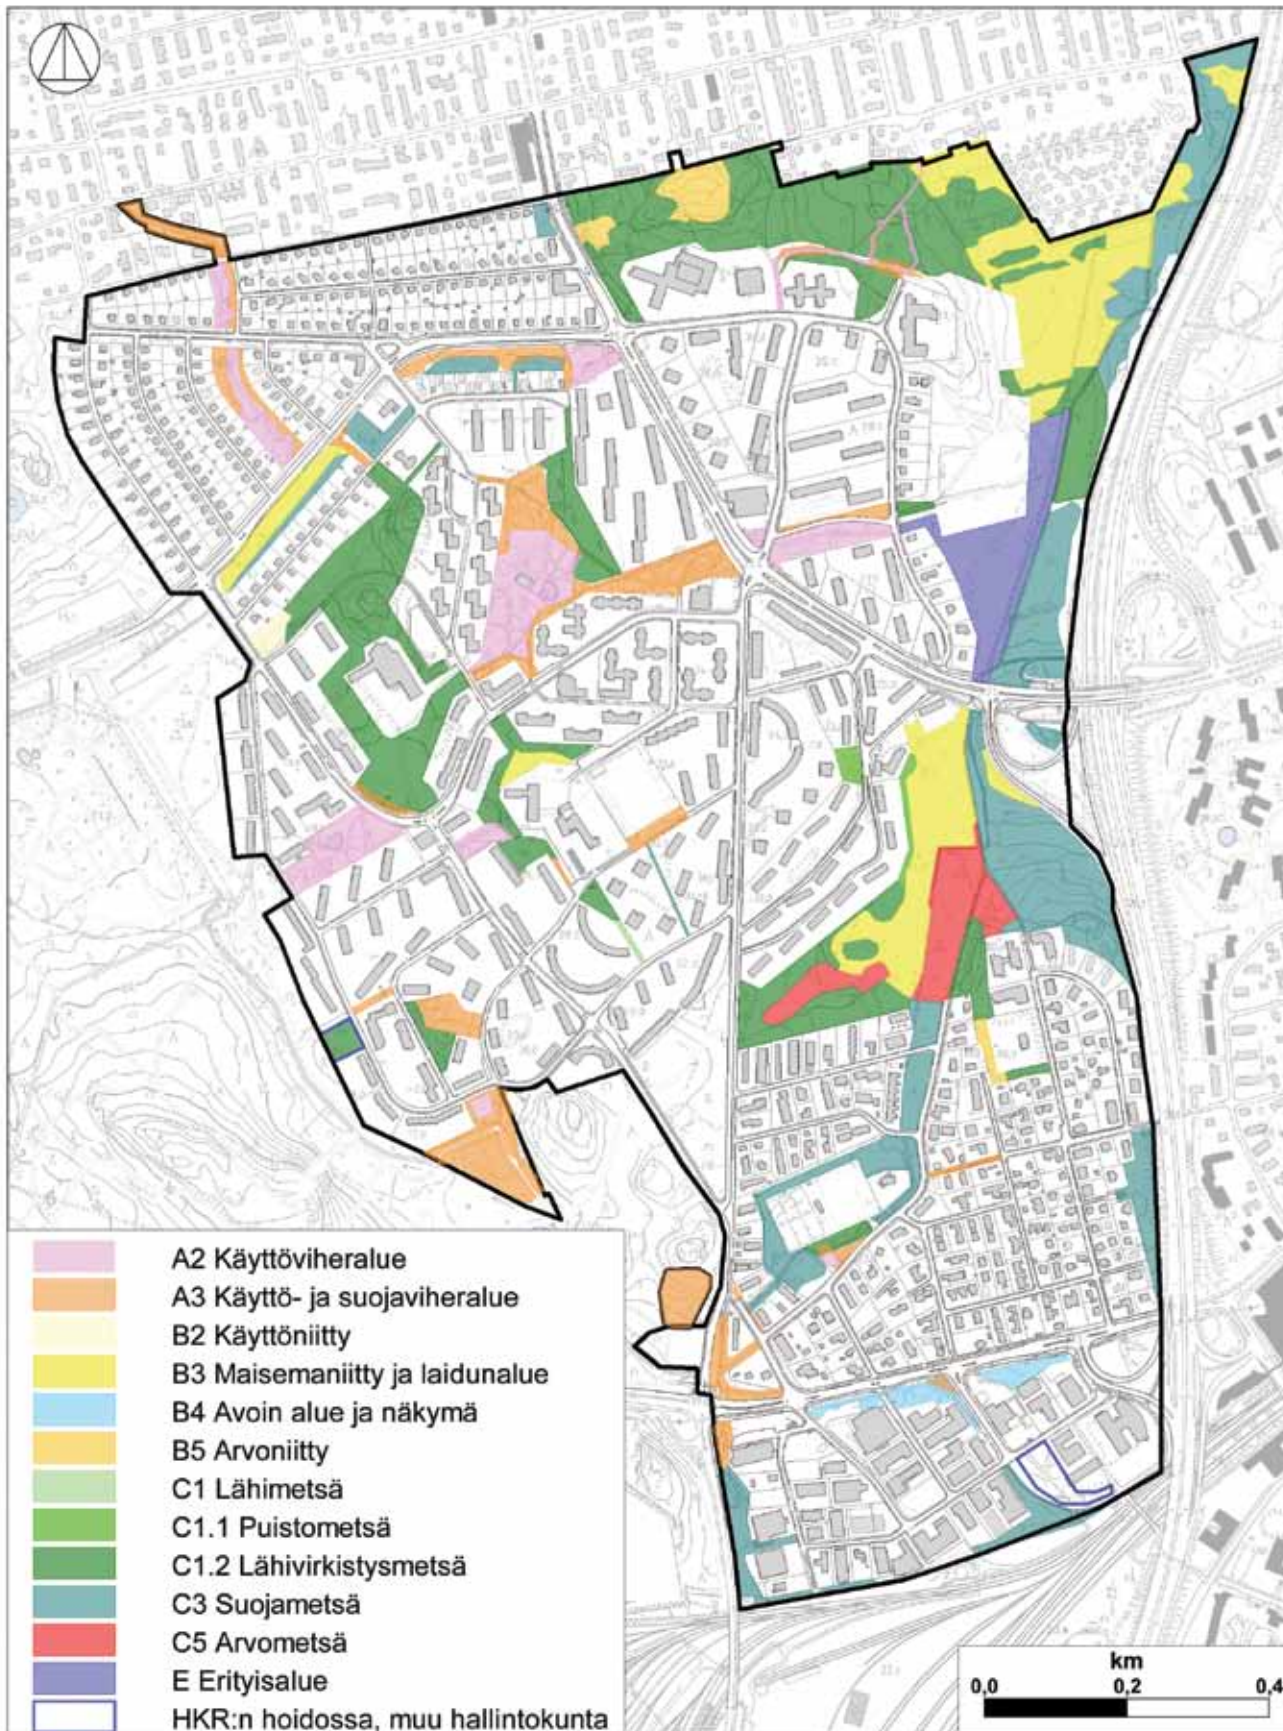 A2 Käyttöviheralue
A3 Käyttö- ja suojaviheralue
B2 Käyttöniitty
B3 Maisemaniitty ja laidunalue
B4 Avoin alue ja näkymä
B5 Arvoniitty
C1 Lähimetsä
C1.1 Puistometsä
C1.2 Lähivirkistysmetsä
C3 Suojametsä
C5 Arvometsä
E Erityisalue
HKR:n hoidossa, muu hallintokunta
km
0,0 0,2 0,4